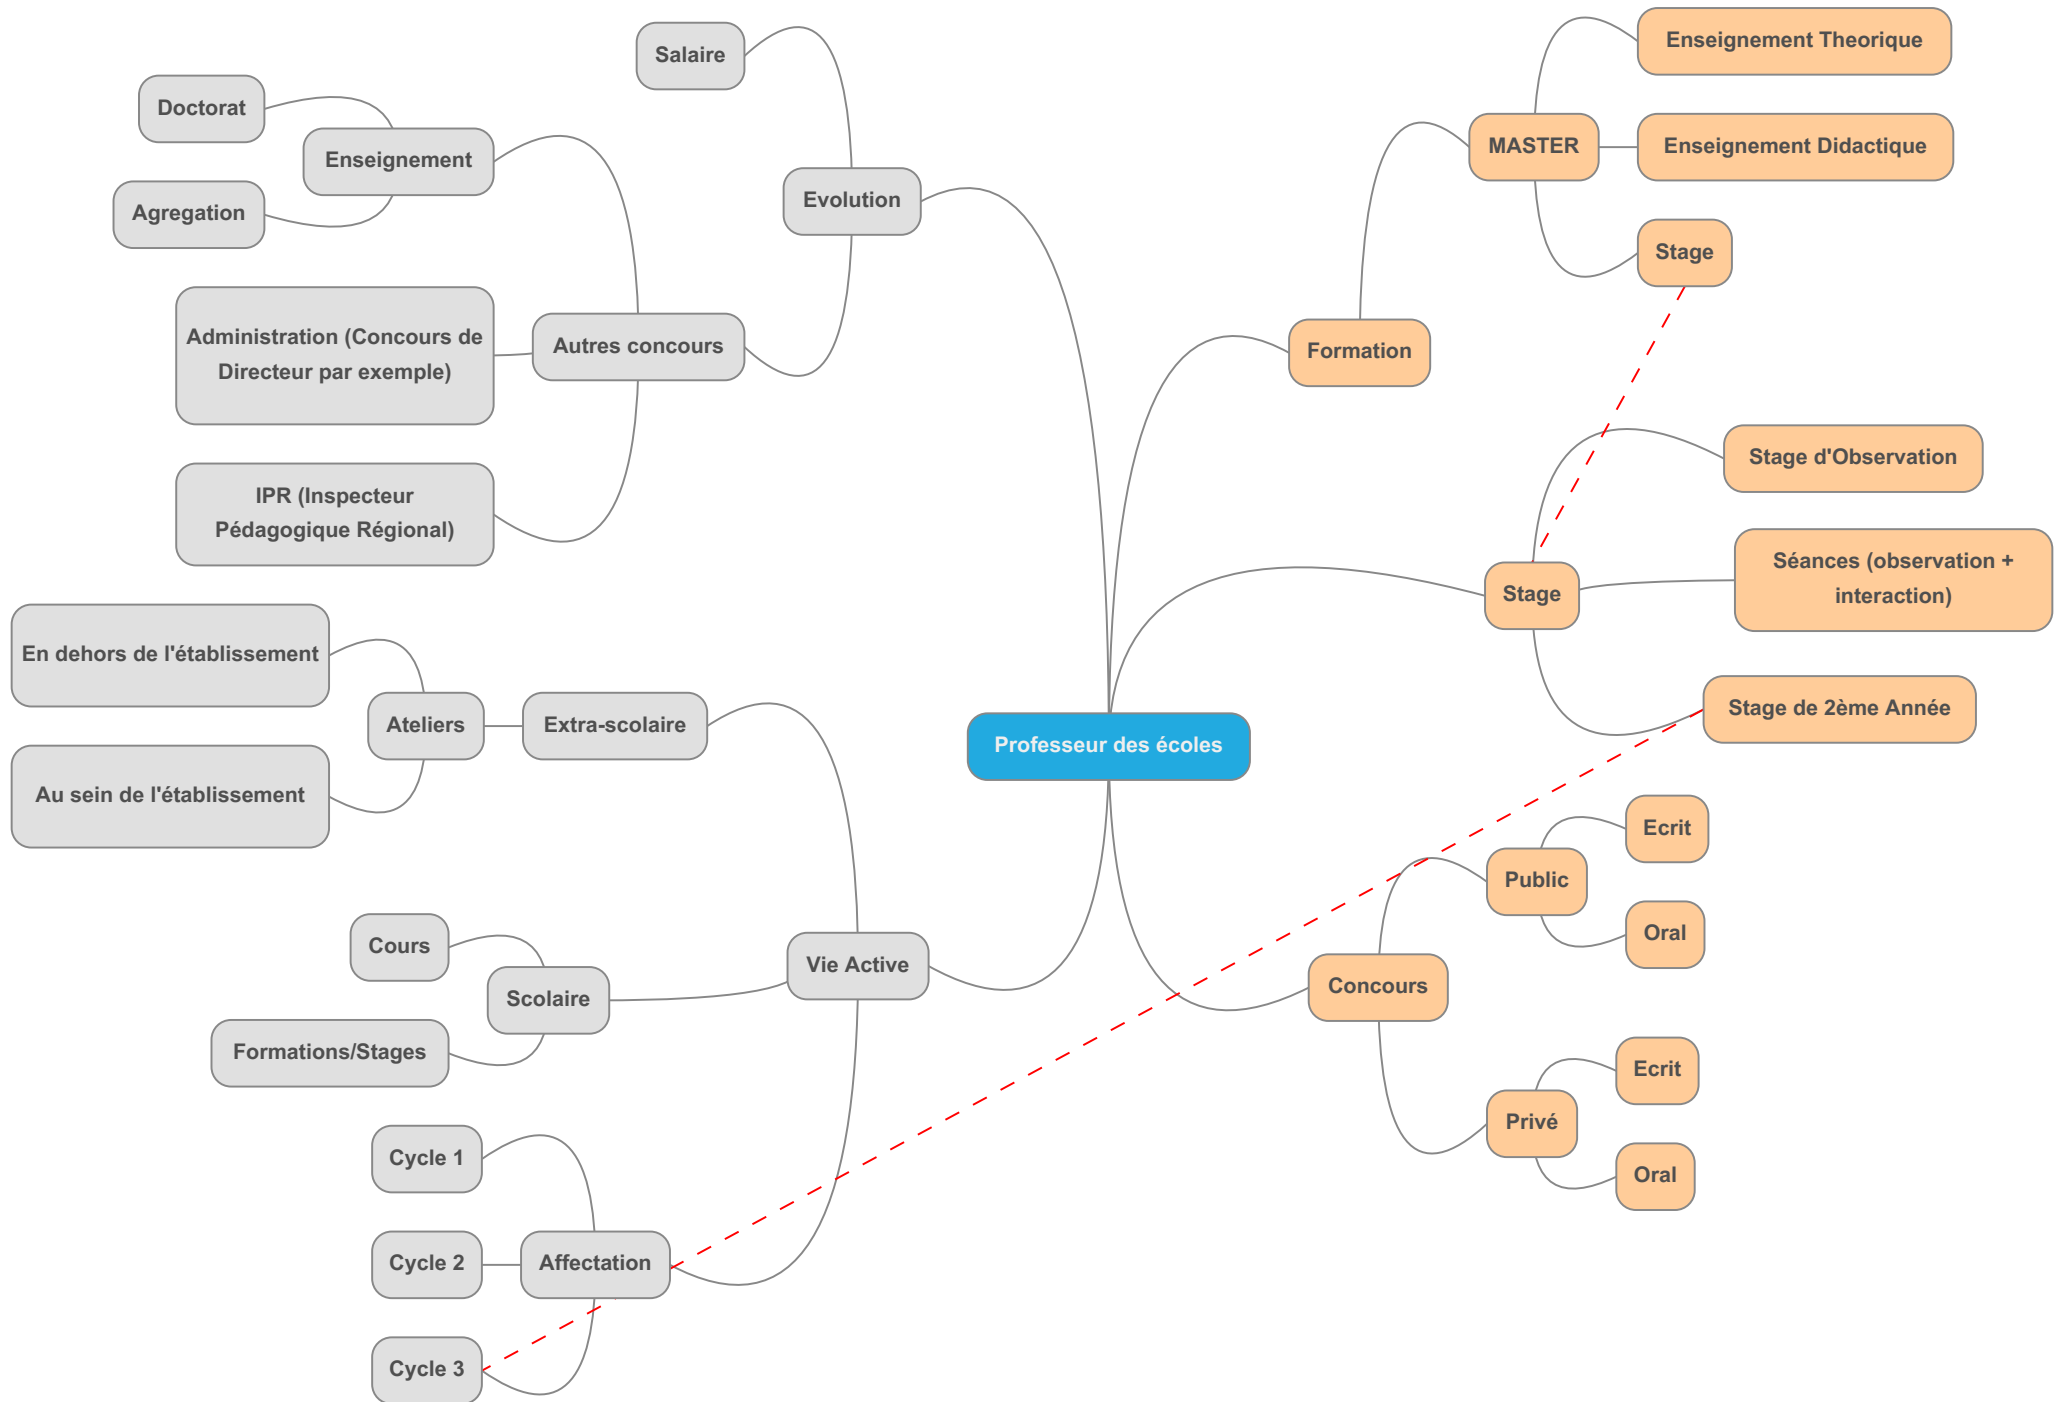 Professeur des écoles
Formation
MASTER
Enseignement Theorique
Enseignement Didactique
Stage
Stage
Stage d'Observation
Séances (observation +
interaction)
Stage de 2ème Année
Concours
Public
Ecrit
Oral
Privé
Ecrit
Oral
Evolution
Salaire
Autres concours
Enseignement
Doctorat
Agregation
Administration (Concours de
Directeur par exemple)
IPR (Inspecteur
Pédagogique Régional)
Vie Active
Extra-scolaire
Ateliers
En dehors de l'établissement
Au sein de l'établissement
Scolaire
Cours
Formations/Stages
Affectation
Cycle 1
Cycle 2
Cycle 3